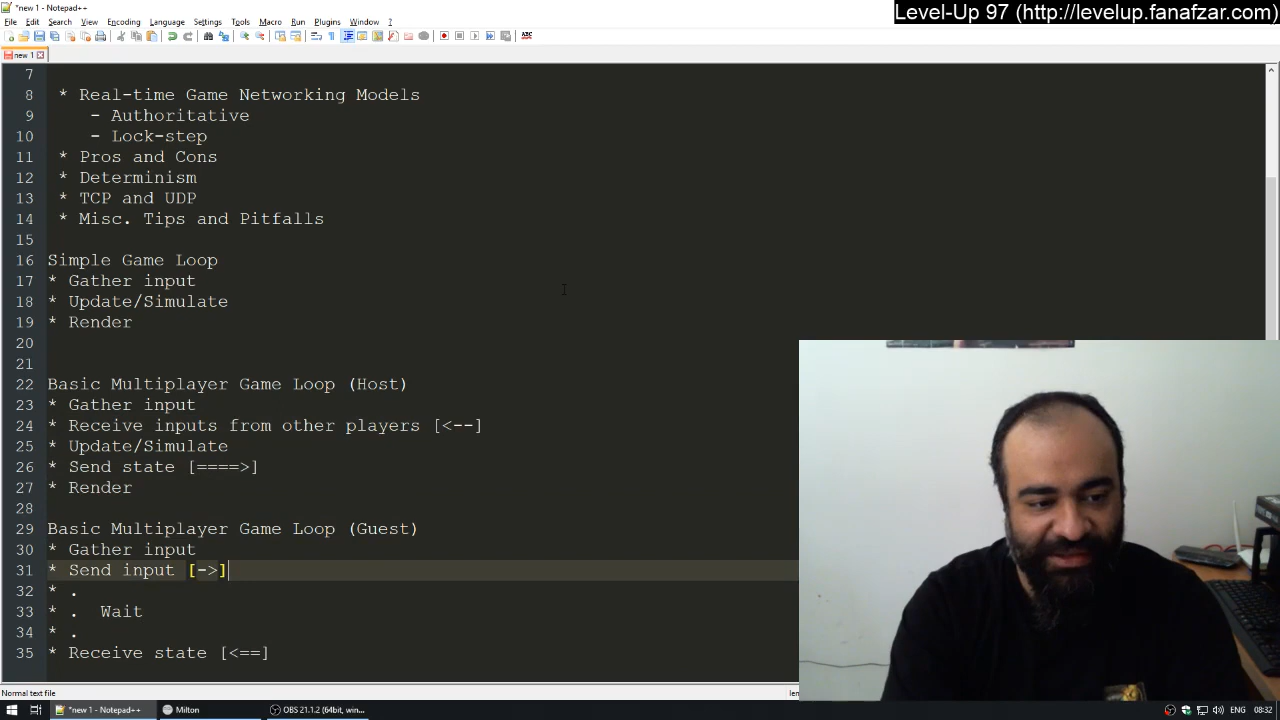 *new 1 - Notepad++
Level-Up 97 (http://levelup.fanafzar.com)
File Edit Search View Encoding Language Settings Tools Macro Run Plugins Window ?
ABC
new 1
7
8 * Real-time Game Networking Models
9 - Authoritative
10 - Lock-step
11 * Pros and Cons
12 * Determinism
13 * TCP and UDP
14 * Misc. Tips and Pitfalls
15
16 Simple Game Loop
17 * Gather input
18 * Update/Simulate
19 * Render
20
21
22 Basic Multiplayer Game Loop (Host)
23 * Gather input
24 * Receive inputs from other players [<--]
25 * Update/Simulate
26 * Send state [====>]
27 * Render
28
29 Basic Multiplayer Game Loop (Guest)
30 * Gather input
31 * Send input [->]
32 * .
33 * . Wait
34 * .
35 * Receive state [<==]
Normal text file
len
*new 1 - Notepad++
Milton
OBS 21.1.2 (64bit, win...
ENG 08:32